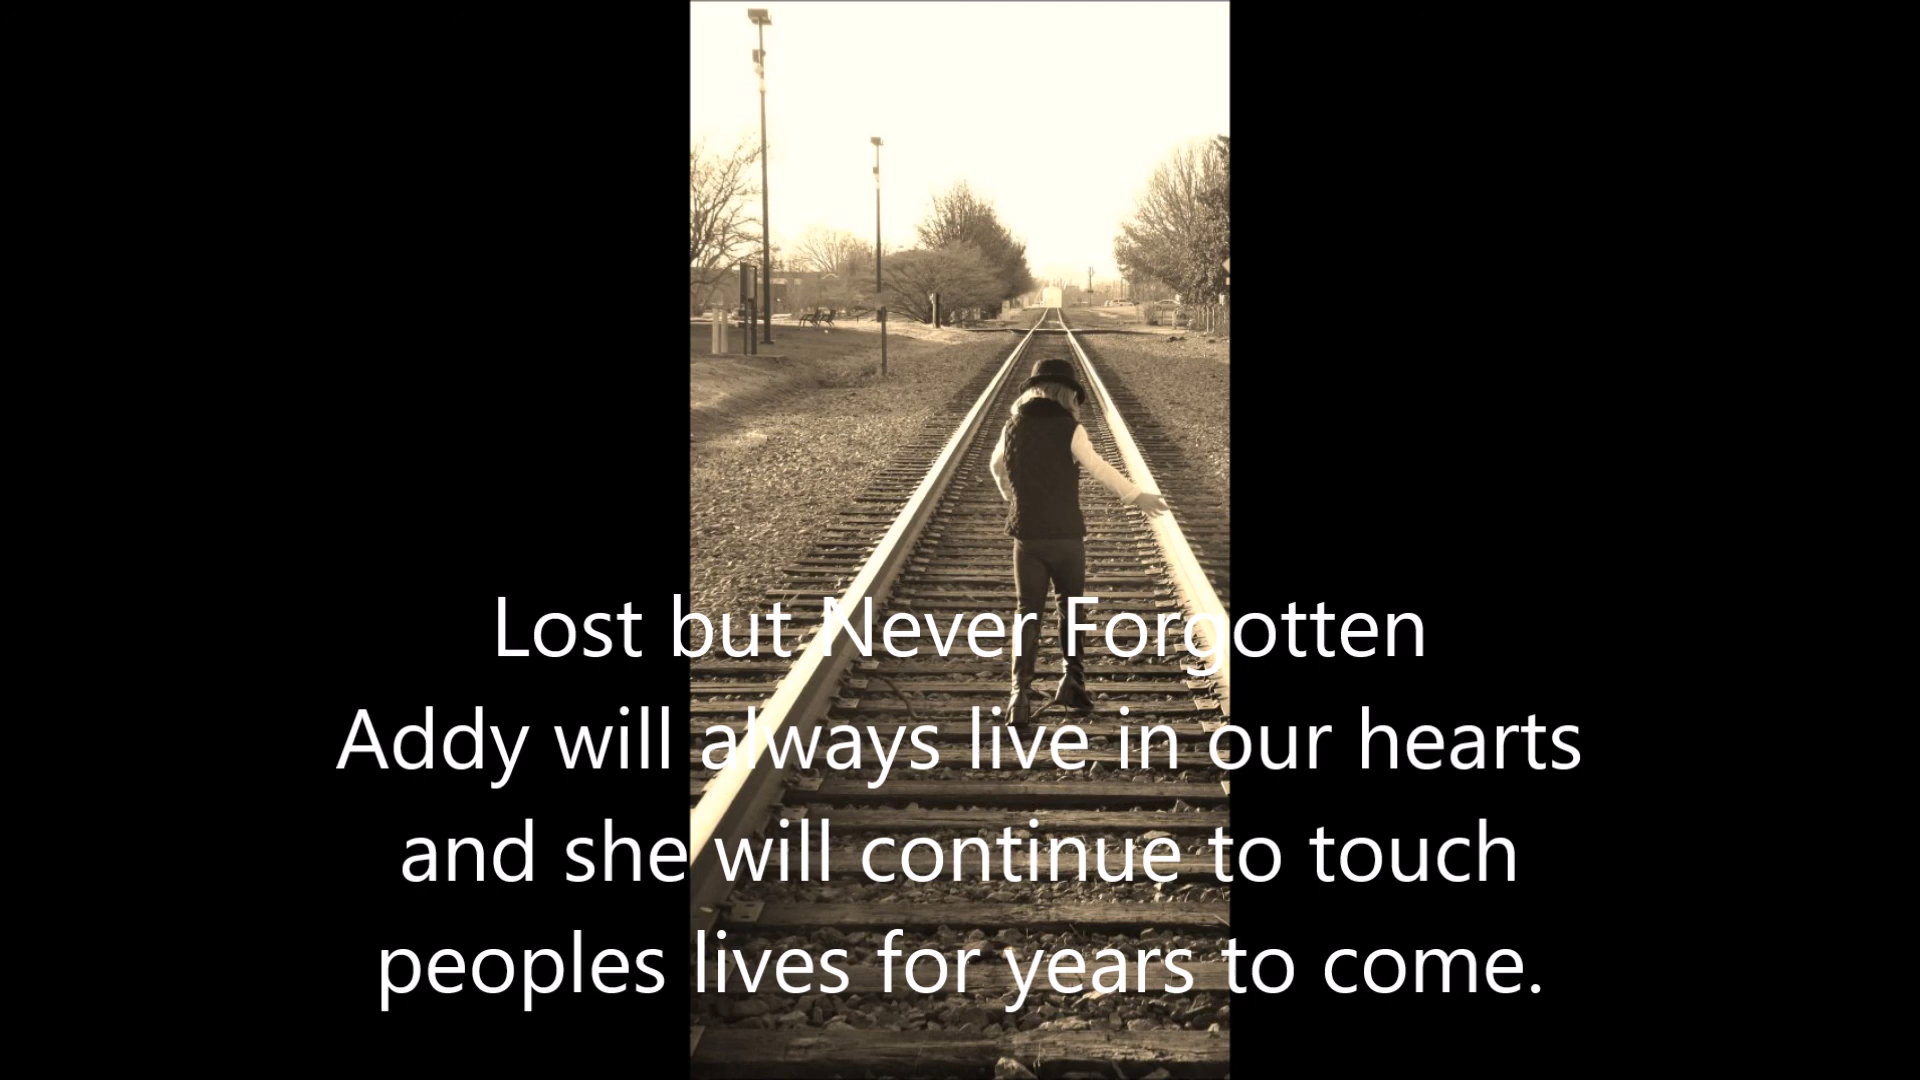 Lost but Never Forgotten
Addy will always live in our hearts
and she will continue to touch
peoples lives for years to come.